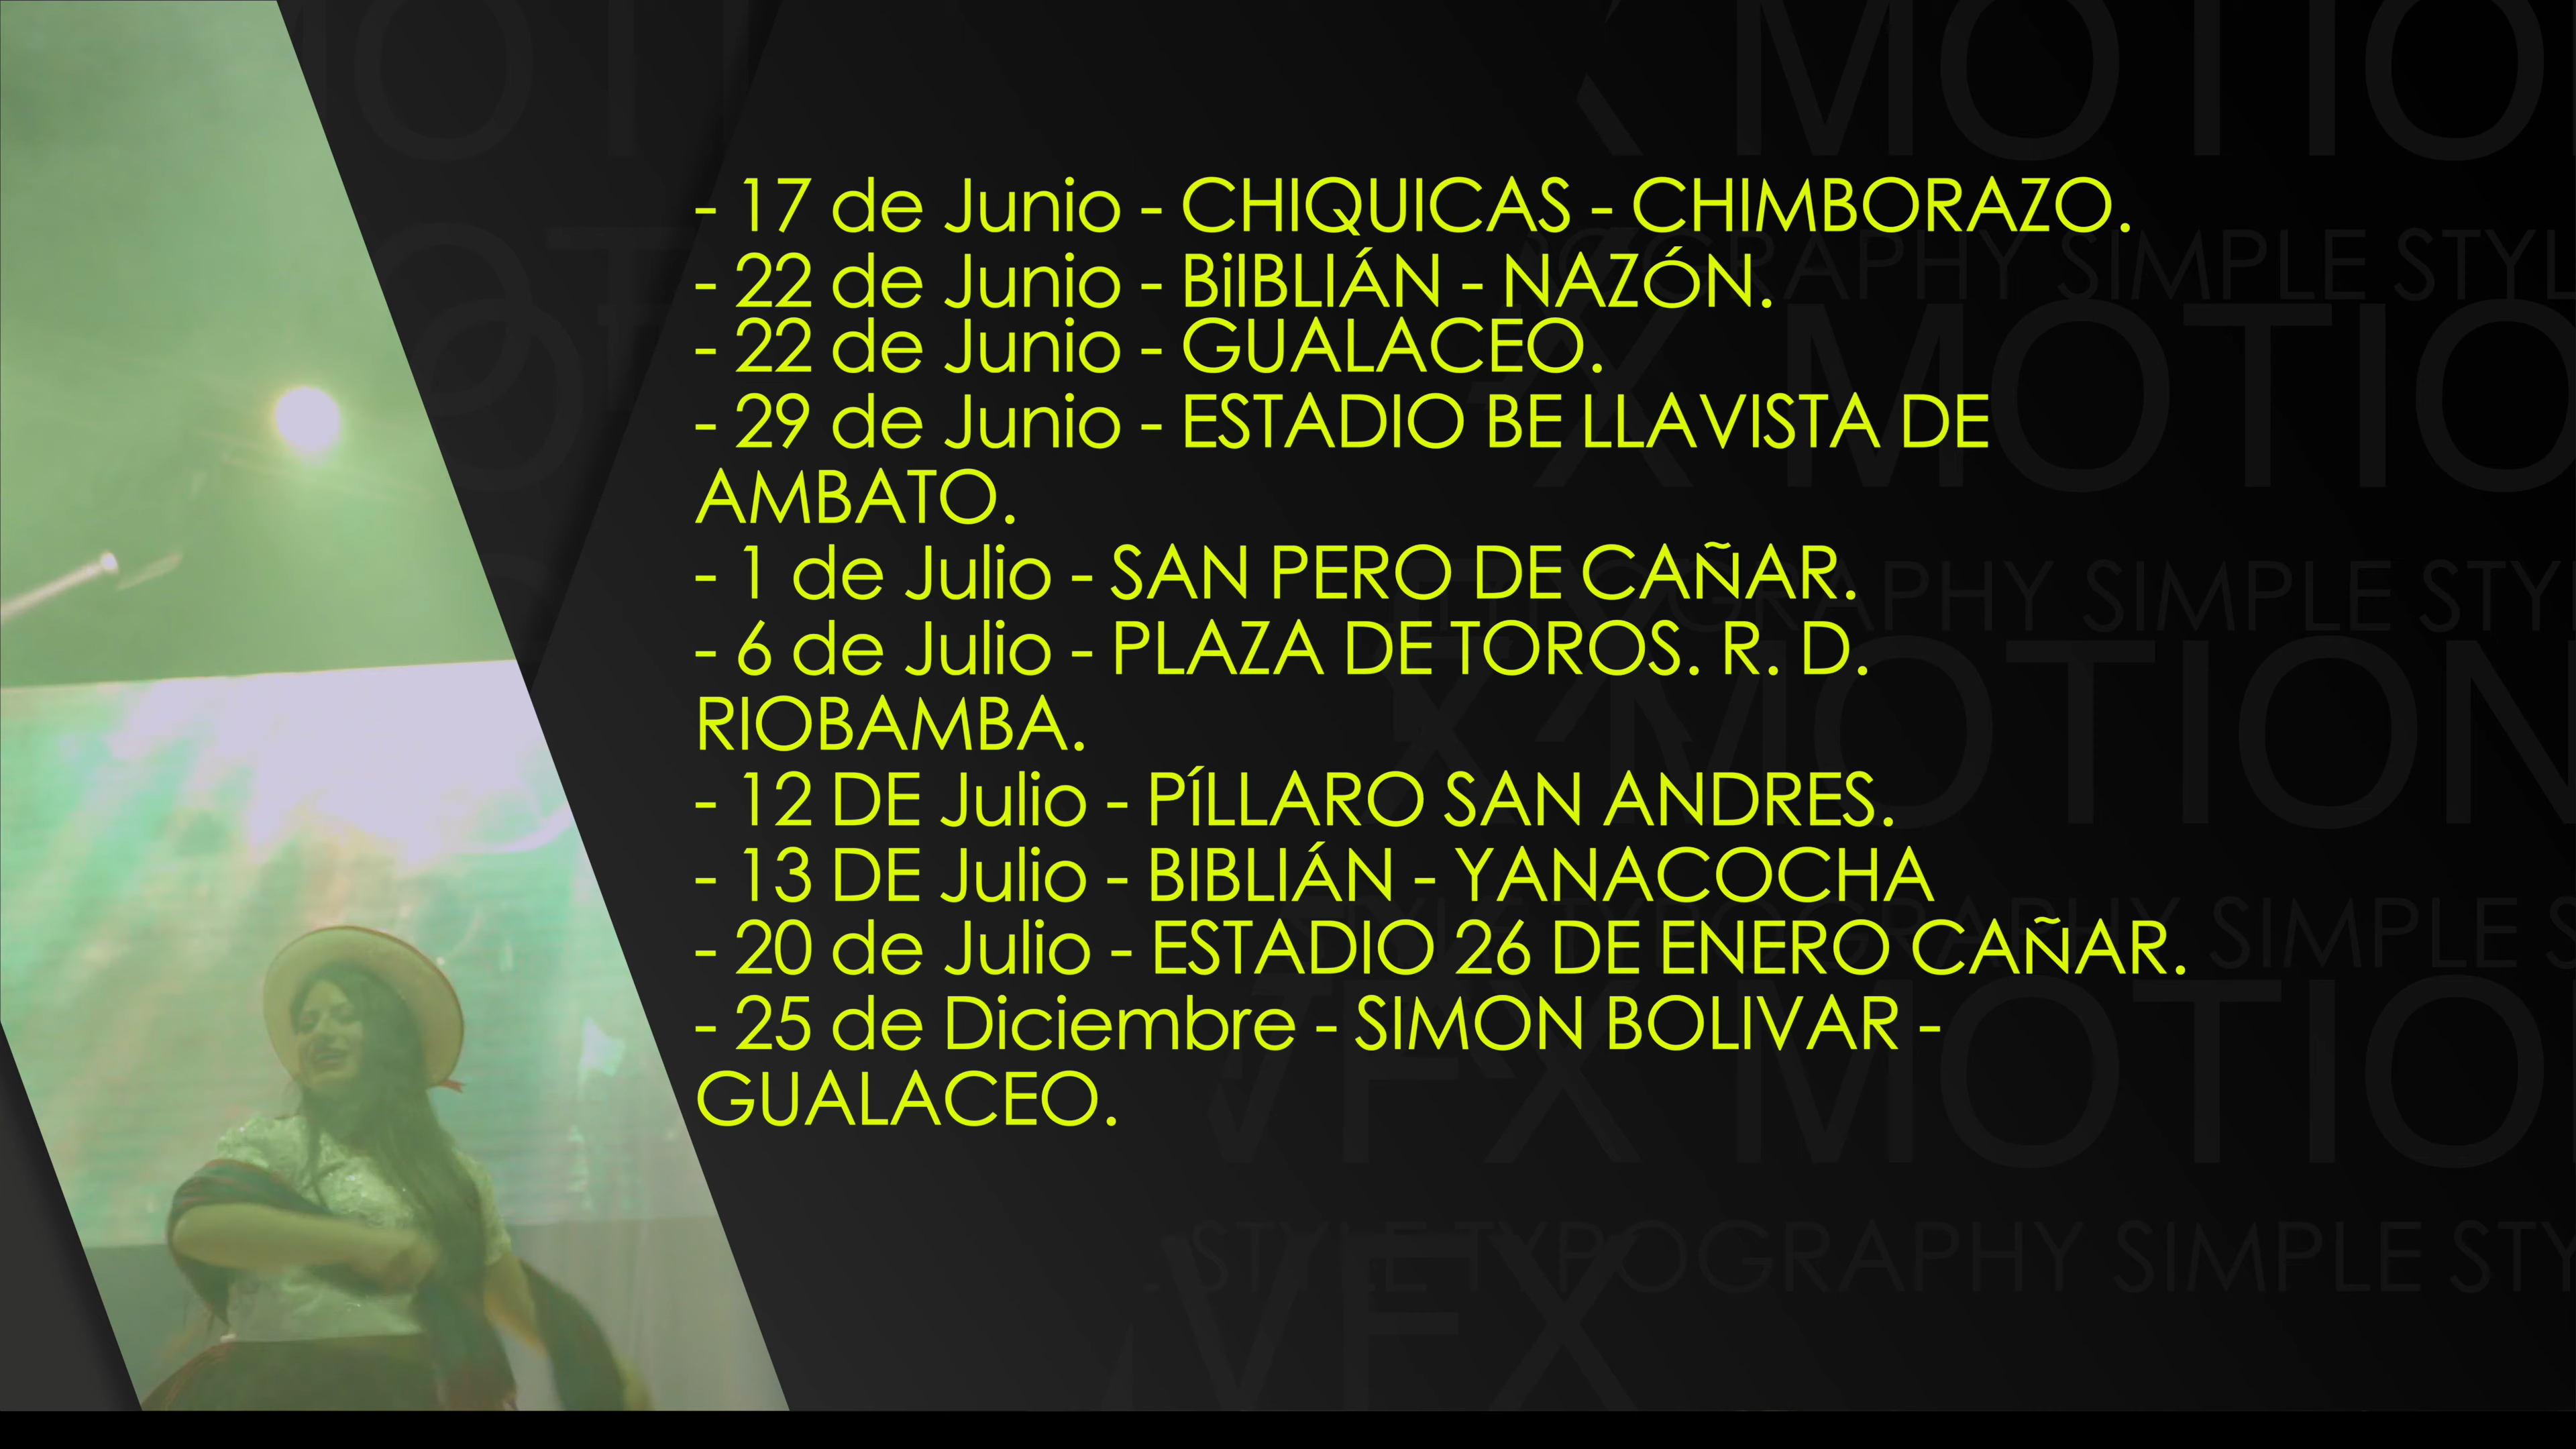 - 17 de Junio - CHIQUICAS - CHIMBORAZO.
- 22 de Junio - BilBLIÁN - NAZÓN.
- 22 de Junio - GUALACEO.
- 29 de Junio - ESTADIO BE LLAVISTA DE
AMBATO.
- 1 de Julio - SAN PERO DE CAÑAR.
- 6 de Julio - PLAZA DE TOROS. R. D.
RIOBAMBA.
- 12 DE Julio - PíLLARO SAN ANDRES.
- 13 DE Julio - BIBLIÁN - YANACOCHA
- 20 de Julio - ESTADIO 26 DE ENERO CAÑAR.
- 25 de Diciembre - SIMON BOLIVAR -
GUALACEO.